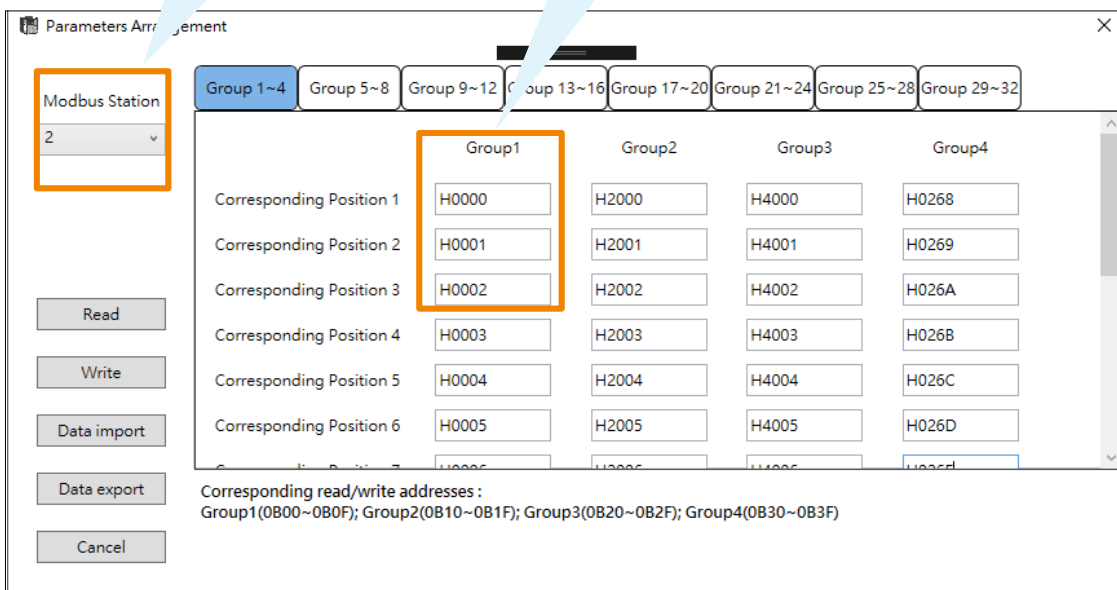 Parameters Arrangement
Modbus Station
2
Group 1~4 Group 5~8 Group 9~12 Group 13~16 Group 17~20 Group 21~24 Group 25~28 Group 29~32
Group1 Group2 Group3 Group4
Corresponding Position 1 H0000 H2000 H4000 H0268
Corresponding Position 2 H0001 H2001 H4001 H0269
Corresponding Position 3 H0002 H2002 H4002 H026A
Corresponding Position 4 H0003 H2003 H4003 H026B
Corresponding Position 5 H0004 H2004 H4004 H026C
Corresponding Position 6 H0005 H2005 H4005 H026D
Read
Write
Data import
Data export
Cancel
Corresponding read/write addresses :
Group1(0B00~0B0F); Group2(0B10~0B1F); Group3(0B20~0B2F); Group4(0B30~0B3F)